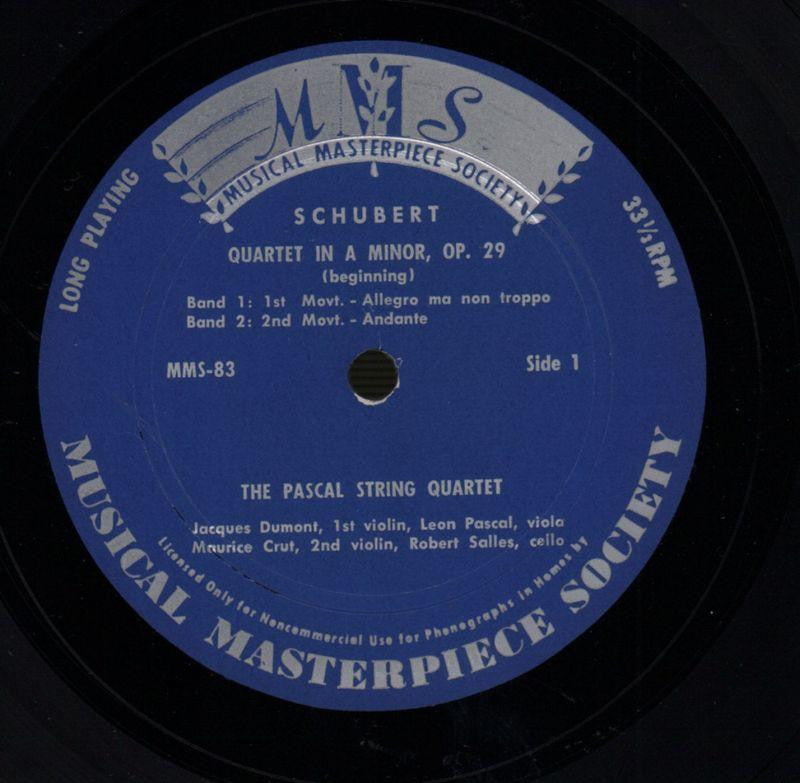 MMS
MUSICAL MASTERPIECE SOCIETY
LONG PLAYING
33⅓ RPM
SCHUBERT
QUARTET IN A MINOR, OP. 29
(beginning)
Band 1: 1st Movt. - Allegro ma non troppo
Band 2: 2nd Movt. - Andante
MMS-83
Side 1
THE PASCAL STRING QUARTET
Jacques Dumont, 1st violin, Leon Pascal, viola
Maurice Crut, 2nd violin, Robert Salles, cello
Licensed Only for Noncommercial Use for Phonographs in Homes by
MUSICAL MASTERPIECE SOCIETY